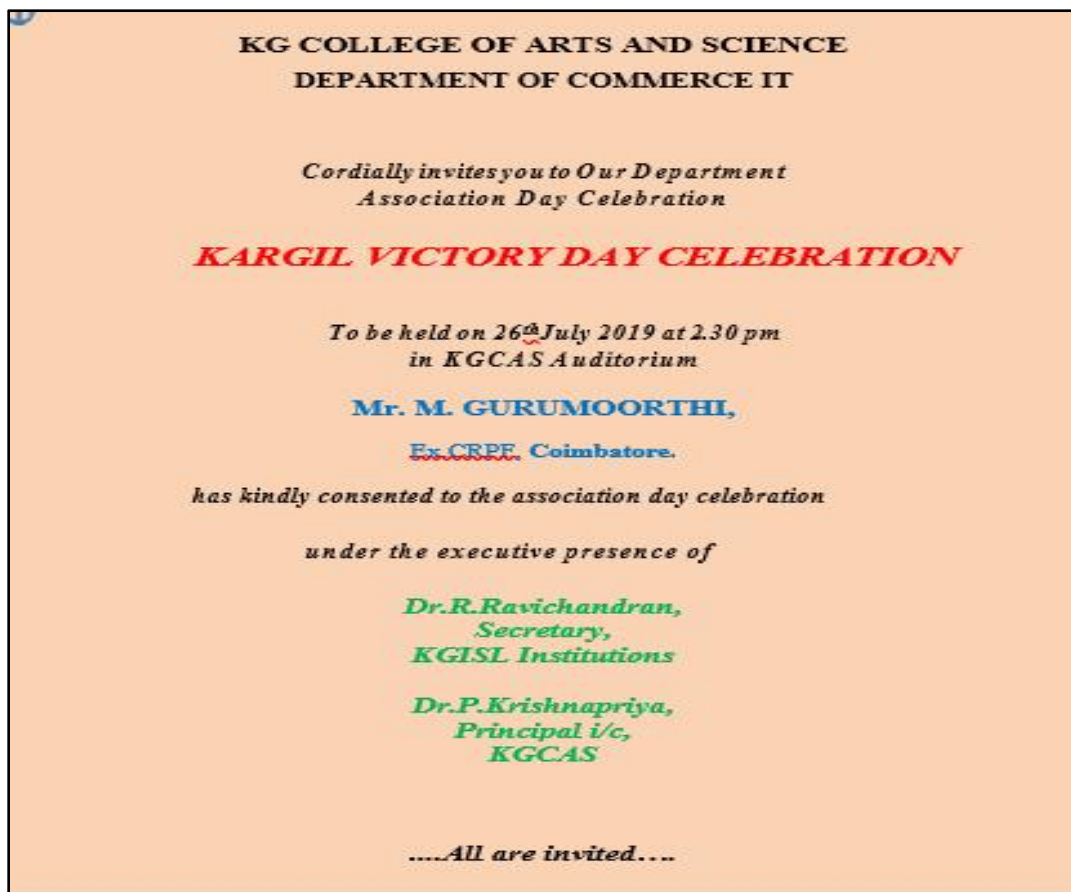 KG COLLEGE OF ARTS AND SCIENCE
DEPARTMENT OF COMMERCE IT
Cordially invites you to Our Department
Association Day Celebration
KARGIL VICTORY DAY CELEBRATION
To be held on 26th July 2019 at 2.30 pm
in KGCAS Auditorium
Mr. M. GURUMOORTHI,
Ex.CRPF, Coimbatore.
has kindly consented to the association day celebration
under the executive presence of
Dr.R.Ravichandran,
Secretary,
KGISL Institutions
Dr.P.Krishnapriya,
Principal i/c,
KGCAS
....All are invited....